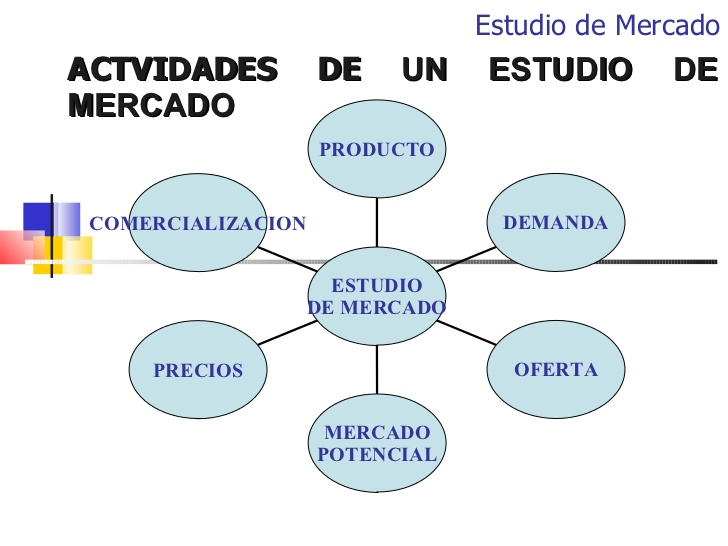 Estudio de Mercado
ACTVIDADES DE UN ESTUDIO DE
MERCADO
PRODUCTO
COMERCIALIZACION
DEMANDA
ESTUDIO
DE MERCADO
PRECIOS
OFERTA
MERCADO
POTENCIAL